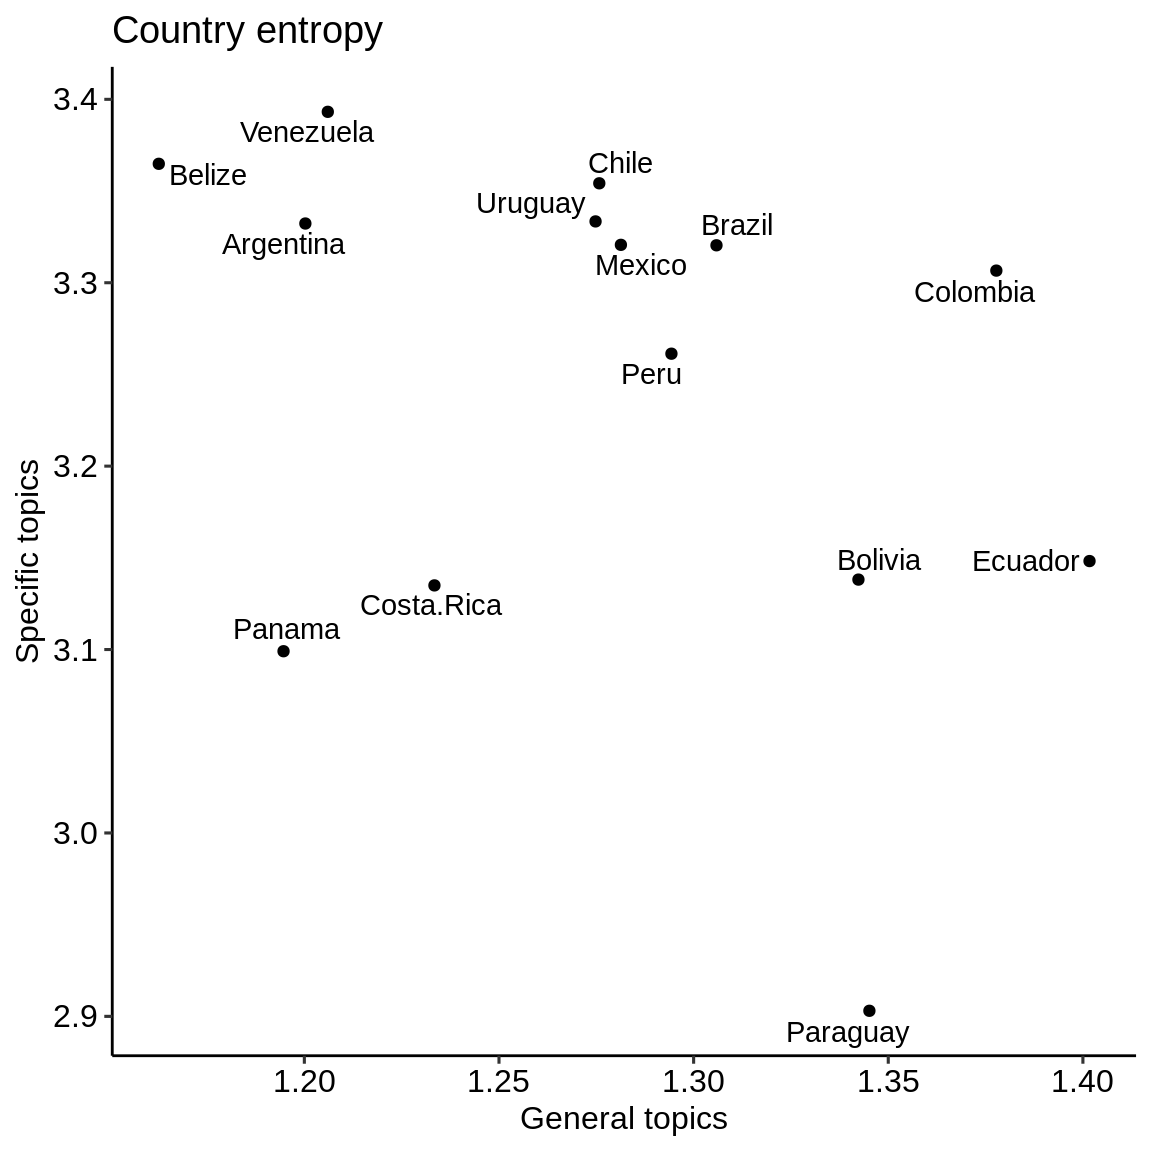 Country entropy
3.4
Venezuela
Belize
Chile
Uruguay
Brazil
Argentina
Mexico
3.3
Colombia
Peru
3.2
Specific topics
Bolivia
Ecuador
Costa.Rica
Panama
3.1
3.0
2.9
Paraguay
1.20 1.25 1.30 1.35 1.40
General topics